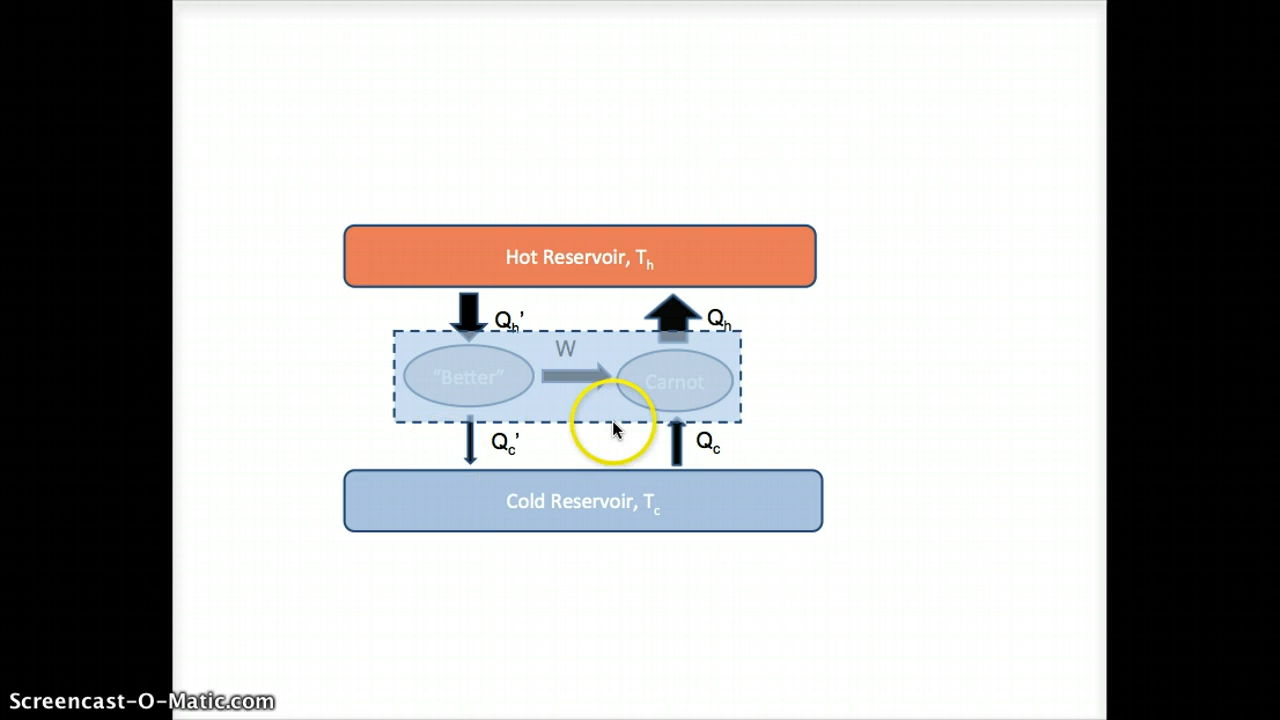 Hot Reservoir, Th
Qh’
Qh
W
“Better”
Carnot
Qc’
Qc
Cold Reservoir, Tc
Screencast-O-Matic.com